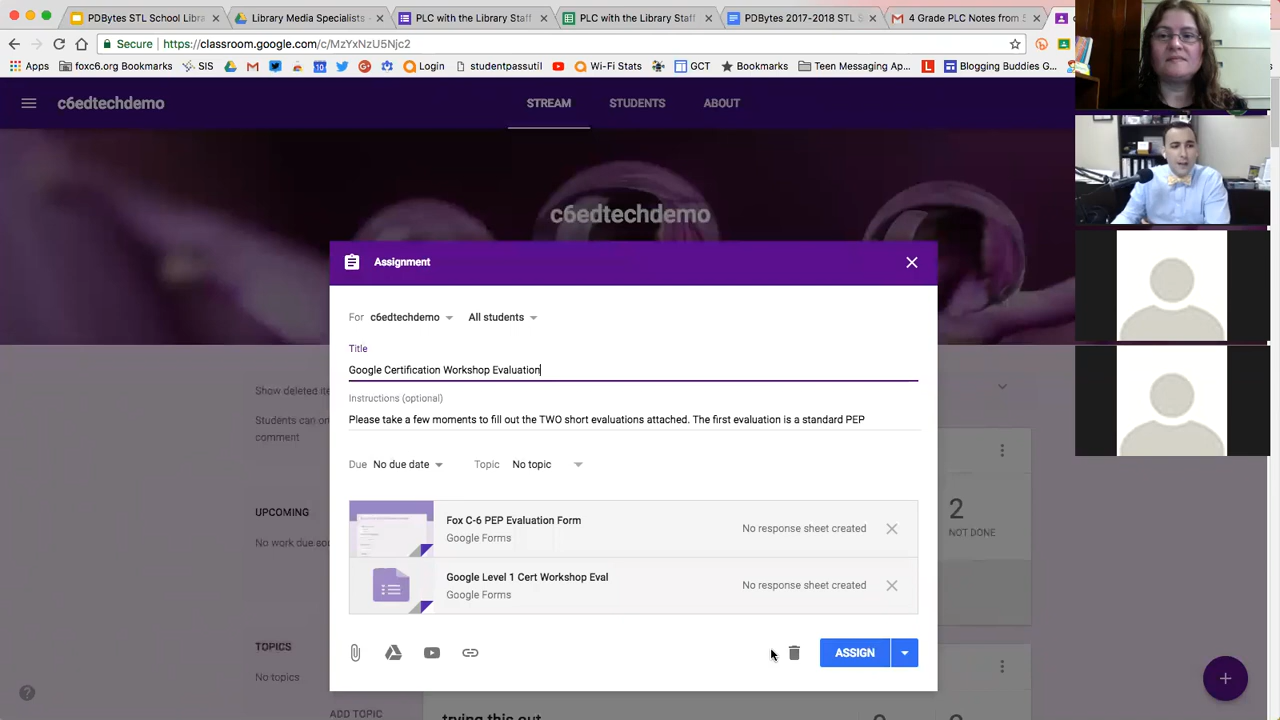 PDBytes STL School Libra
Library Media Specialists -
PLC with the Library Staff
PLC with the Library Staff
PDBytes 2017-2018 STL S
4 Grade PLC Notes from S
Secure
https://classroom.google.com/c/MzYxNzU5Njc2
Apps
foxc6.org Bookmarks
SIS
Login
studentpassutil
Wi-Fi Stats
GCT
Bookmarks
Teen Messaging Ap...
Blogging Buddies G...
c6edtechdemo
STREAM
STUDENTS
ABOUT
c6edtechdemo
Assignment
For c6edtechdemo All students
Title
Google Certification Workshop Evaluation
Instructions (optional)
Please take a few moments to fill out the TWO short evaluations attached. The first evaluation is a standard PEP
Due No due date Topic No topic
Fox C-6 PEP Evaluation Form
Google Forms
No response sheet created
Google Level 1 Cert Workshop Eval
Google Forms
No response sheet created
ASSIGN
Show deleted ite
Students can on
comment
UPCOMING
No work due soo
2
NOT DONE
TOPICS
No topics
ADD TOPIC
trying this out